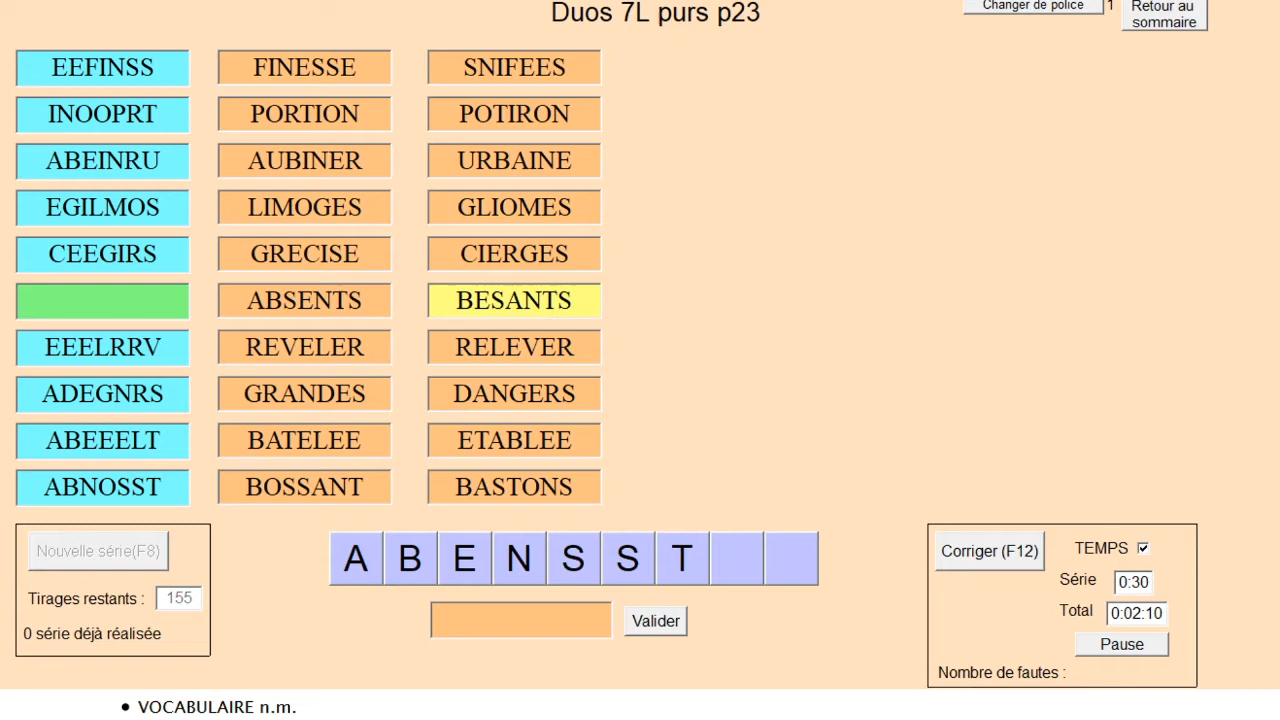 Duos 7L purs p23
Changer de police 1
Retour au
sommaire
EEFINSS FINESSE SNIFEES
INOOPRT PORTION POTIRON
ABEINRU AUBINER URBAINE
EGILMOS LIMOGES GLIOMES
CEEGIRS GRECISE CIERGES
ABSENTS BESANTS
EEELRRV REVELER RELEVER
ADEGNRS GRANDES DANGERS
ABEEELT BATELEE ETABLEE
ABNOSST BOSSANT BASTONS
Nouvelle série(F8)
Tirages restants : 155
0 série déjà réalisée
A B E N S S T
Valider
Corriger (F12) TEMPS
Série 0:30
Total 0:02:10
Pause
Nombre de fautes :
• VOCABULAIRE n.m.